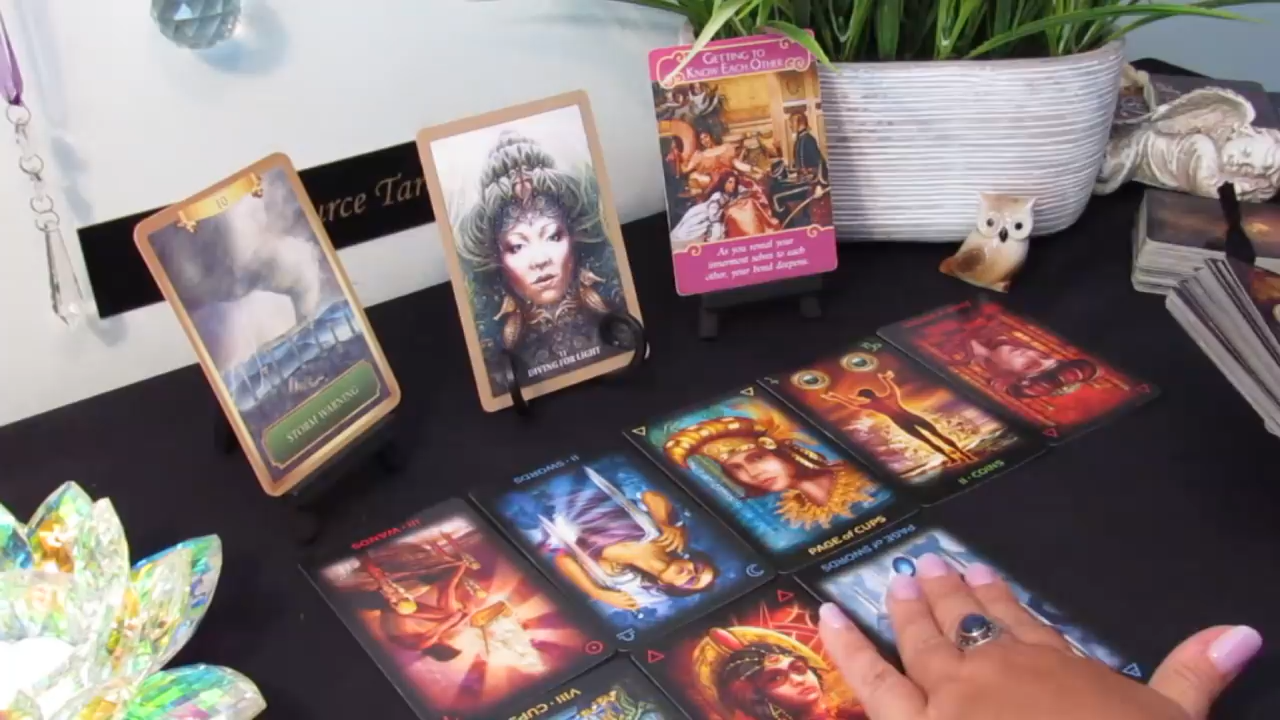 GETTING TO
KNOW EACH OTHER
As you reveal your
innermost selves to each
other, your bond deepens.
urce Tar
10
STORM WARNING
11
DIVING FOR LIGHT
II · COINS
PAGE of CUPS
II · SWORDS
PAGE of SWORDS
III · WANDS
VIII · CUPS